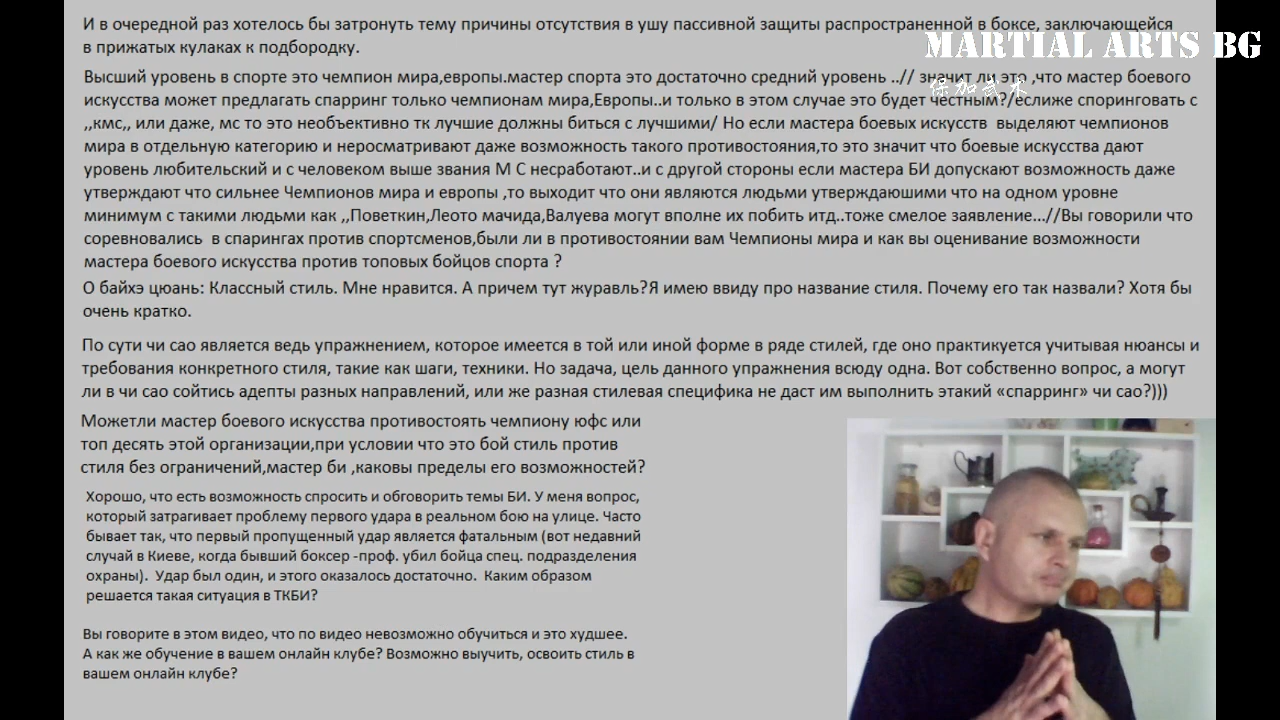 И в очередной раз хотелось бы затронуть тему причины отсутствия в ушу пассивной защиты распространенной в боксе, заключающейся
в прижатых кулаках к подбородку.
MARTIAL ARTS BG
保加武术
Высший уровень в спорте это чемпион мира,европы.мастер спорта это достаточно средний уровень ..// значит ли это ,что мастер боевого
искусства может предлагать спарринг только чемпионам мира,Европы..и только в этом случае это будет честным?/еслиже споринговать с
,,кмс,, или даже, мс то это необъективно тк лучшие должны биться с лучшими/ Но если мастера боевых искусств  выделяют чемпионов
мира в отдельную категорию и неросматривают даже возможность такого противостояния,то это значит что боевые искусства дают
уровень любительский и с человеком выше звания М С несработают..и с другой стороны если мастера БИ допускают возможность даже
утверждают что сильнее Чемпионов мира и европы ,то выходит что они являются людьми утверждаюшими что на одном уровне
минимум с такими людьми как ,,Поветкин,Леото мачида,Валуева могут вполне их побить итд..тоже смелое заявление...//Вы говорили что
соревновались  в спарингах против спортсменов,были ли в противостоянии вам Чемпионы мира и как вы оценивание возможности
мастера боевого искусства против топовых бойцов спорта ?
О байхэ цюань: Классный стиль. Мне нравится. А причем тут журавль?Я имею ввиду про название стиля. Почему его так назвали? Хотя бы
очень кратко.
По сути чи сао является ведь упражнением, которое имеется в той или иной форме в ряде стилей, где оно практикуется учитывая нюансы и
требования конкретного стиля, такие как шаги, техники. Но задача, цель данного упражнения всюду одна. Вот собственно вопрос, а могут
ли в чи сао сойтись адепты разных направлений, или же разная стилевая специфика не даст им выполнить этакий «спарринг» чи сао?)))
Можетли мастер боевого искусства противостоять чемпиону юфс или
топ десять этой организации,при условии что это бой стиль против
стиля без ограничений,мастер би ,каковы пределы его возможностей?
Хорошо, что есть возможность спросить и обговорить темы БИ. У меня вопрос,
который затрагивает проблему первого удара в реальном бою на улице. Часто
бывает так, что первый пропущенный удар является фатальным (вот недавний
случай в Киеве, когда бывший боксер -проф. убил бойца спец. подразделения
охраны).  Удар был один, и этого оказалось достаточно.  Каким образом
решается такая ситуация в ТКБИ?
Вы говорите в этом видео, что по видео невозможно обучиться и это худшее.
А как же обучение в вашем онлайн клубе? Возможно выучить, освоить стиль в
вашем онлайн клубе?